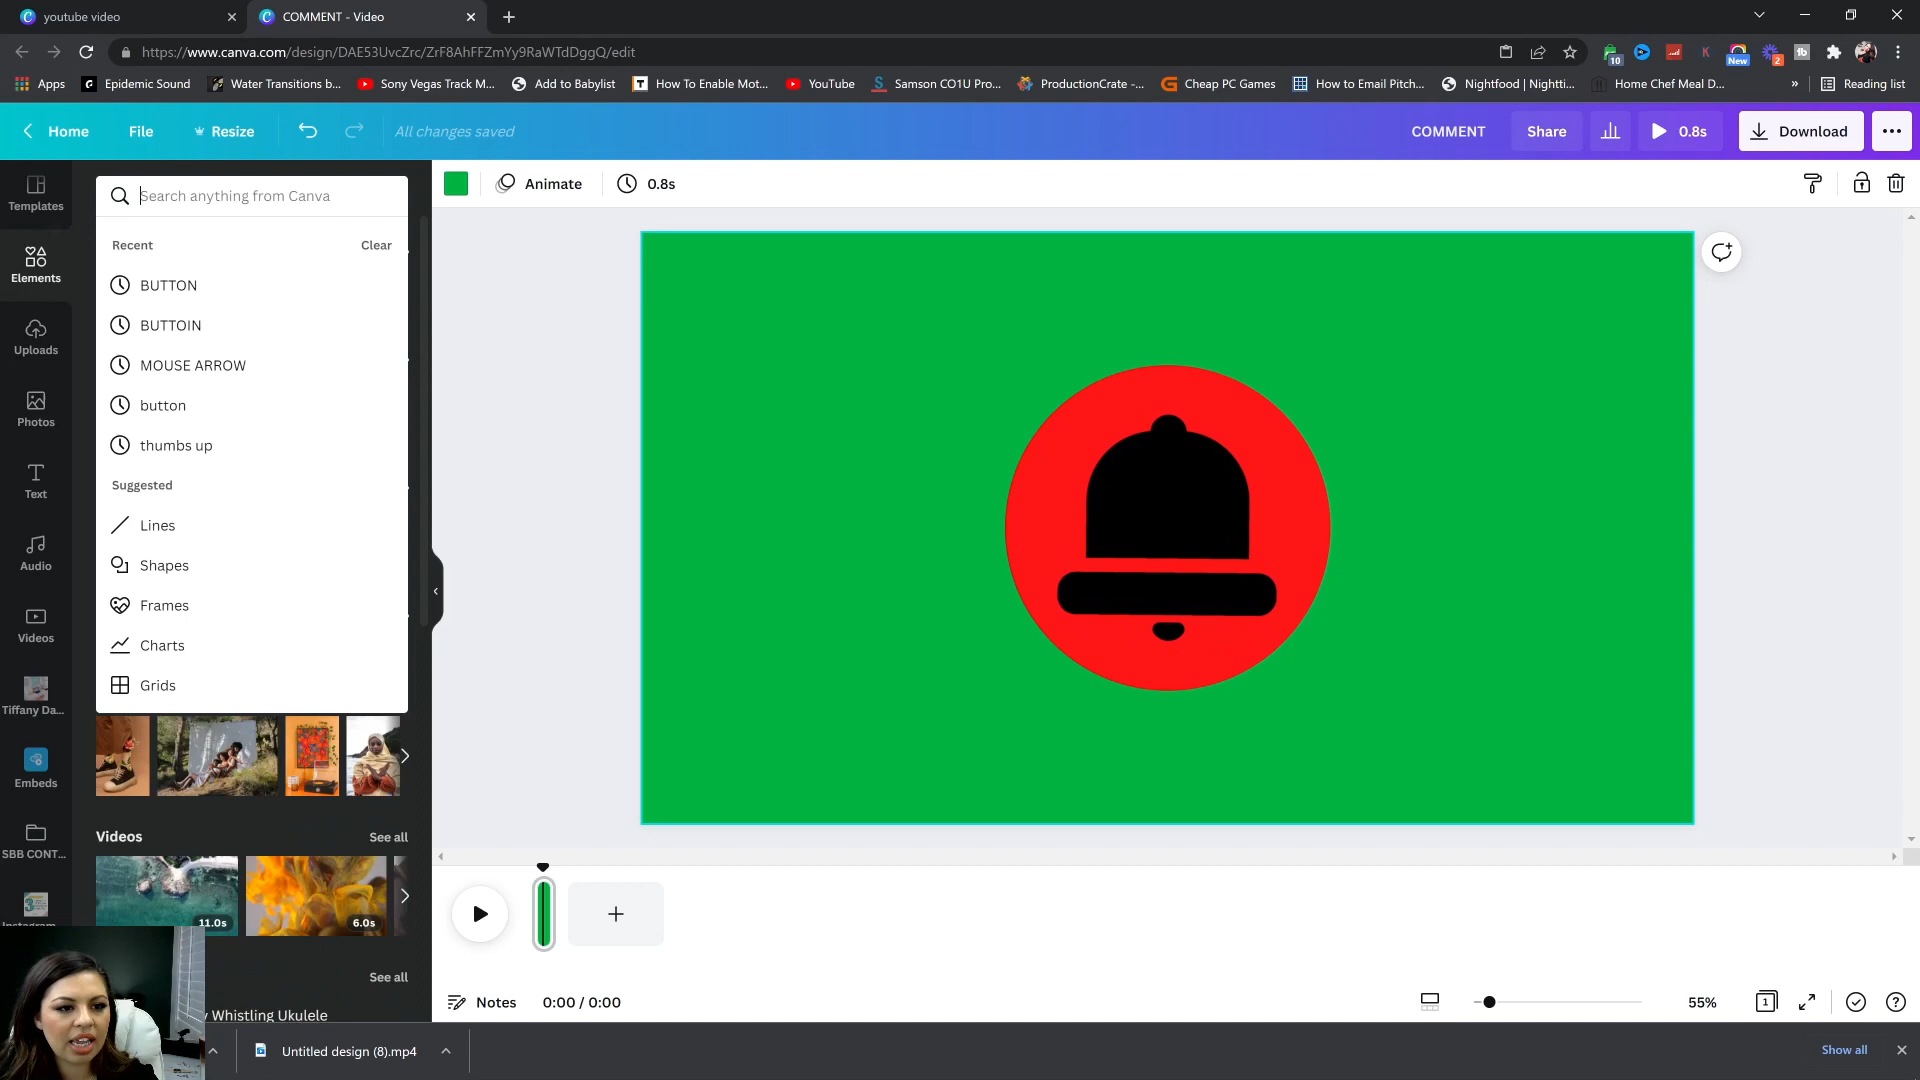 youtube video
COMMENT - Video
https://www.canva.com/design/DAE53UvcZrc/ZrF8AhFFZmYy9RaWTdDggQ/edit
10
New
2
Apps
Epidemic Sound
Water Transitions b...
Sony Vegas Track M...
Add to Babylist
How To Enable Mot...
YouTube
Samson CO1U Pro...
ProductionCrate -...
Cheap PC Games
How to Email Pitch...
Nightfood | Nightti...
Home Chef Meal D...
»
Reading list
Home
File
Resize
All changes saved
COMMENT
Share
0.8s
Download
Templates
Elements
Uploads
Photos
Text
Audio
Videos
Tiffany Da...
Embeds
SBB CONT...
Search anything from Canva
Recent
Clear
BUTTON
BUTTOIN
MOUSE ARROW
button
thumbs up
Suggested
Lines
Shapes
Frames
Charts
Grids
Videos
See all
11.0s
6.0s
See all
y Whistling Ukulele
Animate
0.8s
Notes
0:00 / 0:00
55%
1
Untitled design (8).mp4
Show all